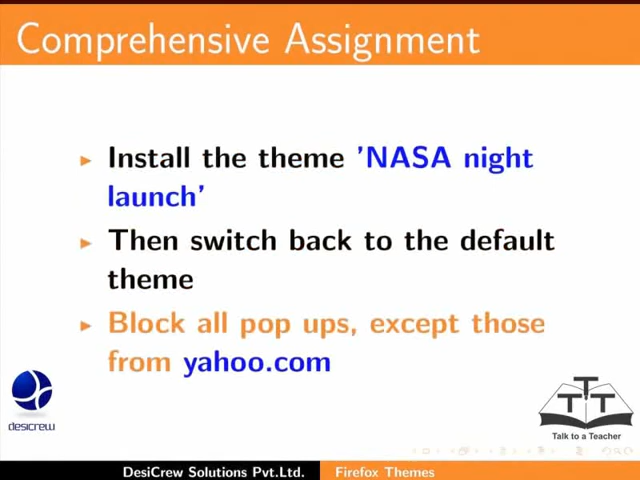 Comprehensive Assignment
Install the theme 'NASA night
launch'
Then switch back to the default
theme
Block all pop ups, except those
from yahoo.com
desicrew
TTT
Talk to a Teacher
DesiCrew Solutions Pvt.Ltd. Firefox Themes